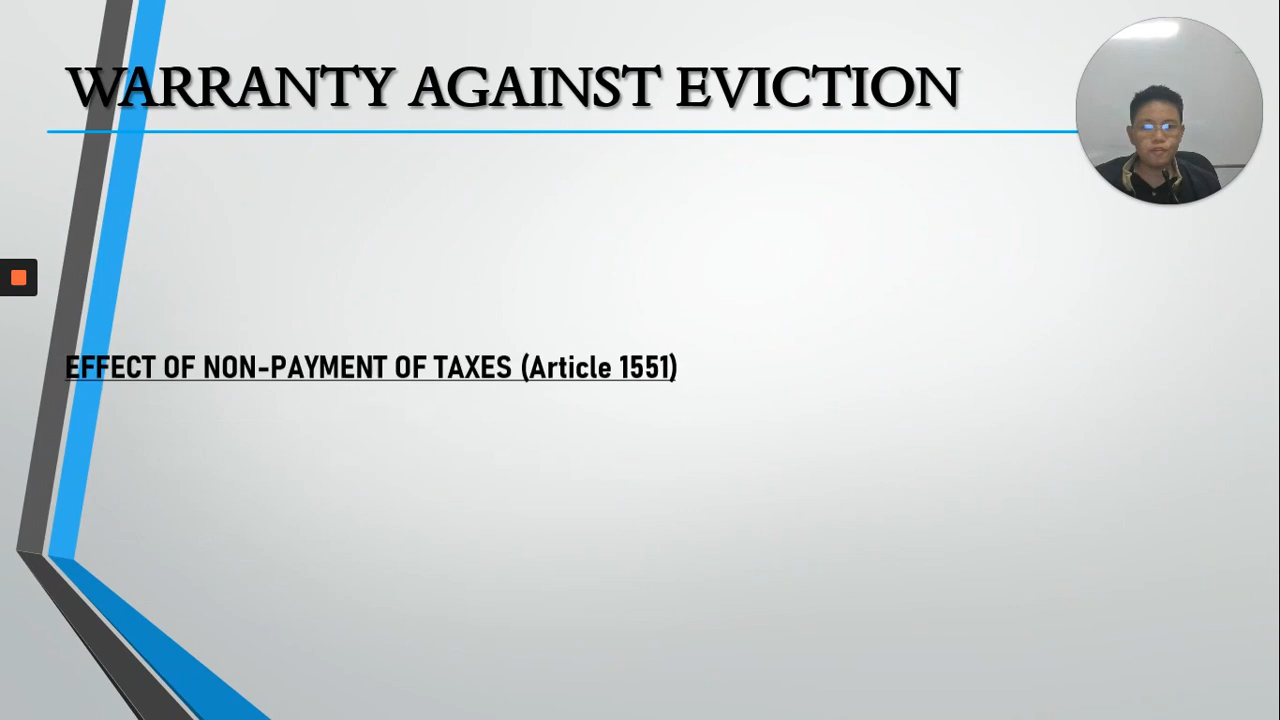 WARRANTY AGAINST EVICTION
EFFECT OF NON-PAYMENT OF TAXES (Article 1551)